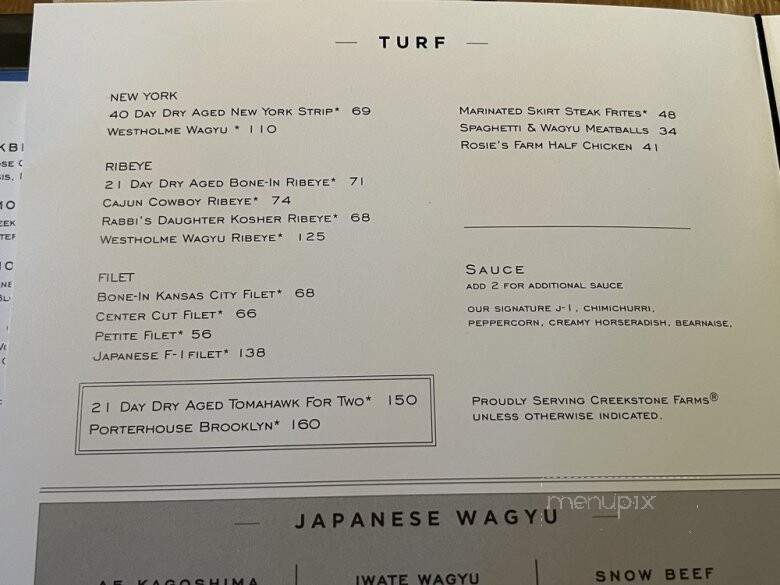 TURF
NEW YORK
40 DAY DRY AGED NEW YORK STRIP* 69
WESTHOLME WAGYU * 110
RIBEYE
21 DAY DRY AGED BONE-IN RIBEYE* 71
CAJUN COWBOY RIBEYE* 74
RABBI'S DAUGHTER KOSHER RIBEYE* 68
WESTHOLME WAGYU RIBEYE* 125
FILET
BONE-IN KANSAS CITY FILET* 68
CENTER CUT FILET* 66
PETITE FILET* 56
JAPANESE F-1 FILET* 138
21 DAY DRY AGED TOMAHAWK FOR TWO* 150
PORTERHOUSE BROOKLYN* 160
MARINATED SKIRT STEAK FRITES* 48
SPAGHETTI & WAGYU MEATBALLS 34
ROSIE'S FARM HALF CHICKEN 41
SAUCE
ADD 2 FOR ADDITIONAL SAUCE
OUR SIGNATURE J-1, CHIMICHURRI,
PEPPERCORN, CREAMY HORSERADISH, BEARNAISE,
PROUDLY SERVING CREEKSTONE FARMS®
UNLESS OTHERWISE INDICATED.
menupix
JAPANESE WAGYU
A5 KAGOSHIMA
IWATE WAGYU
SNOW BEEF